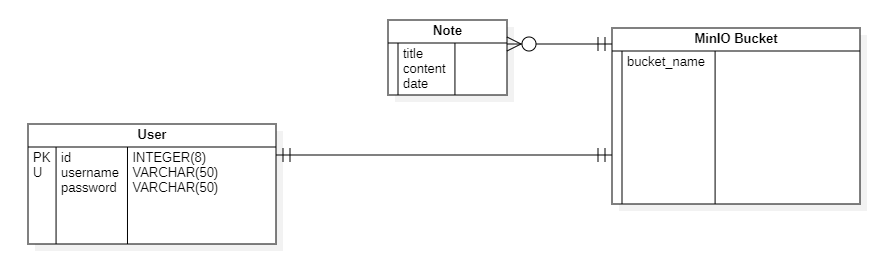 Note
title
content
date
MinIO Bucket
bucket_name
User
PK id INTEGER(8)
U username VARCHAR(50)
password VARCHAR(50)